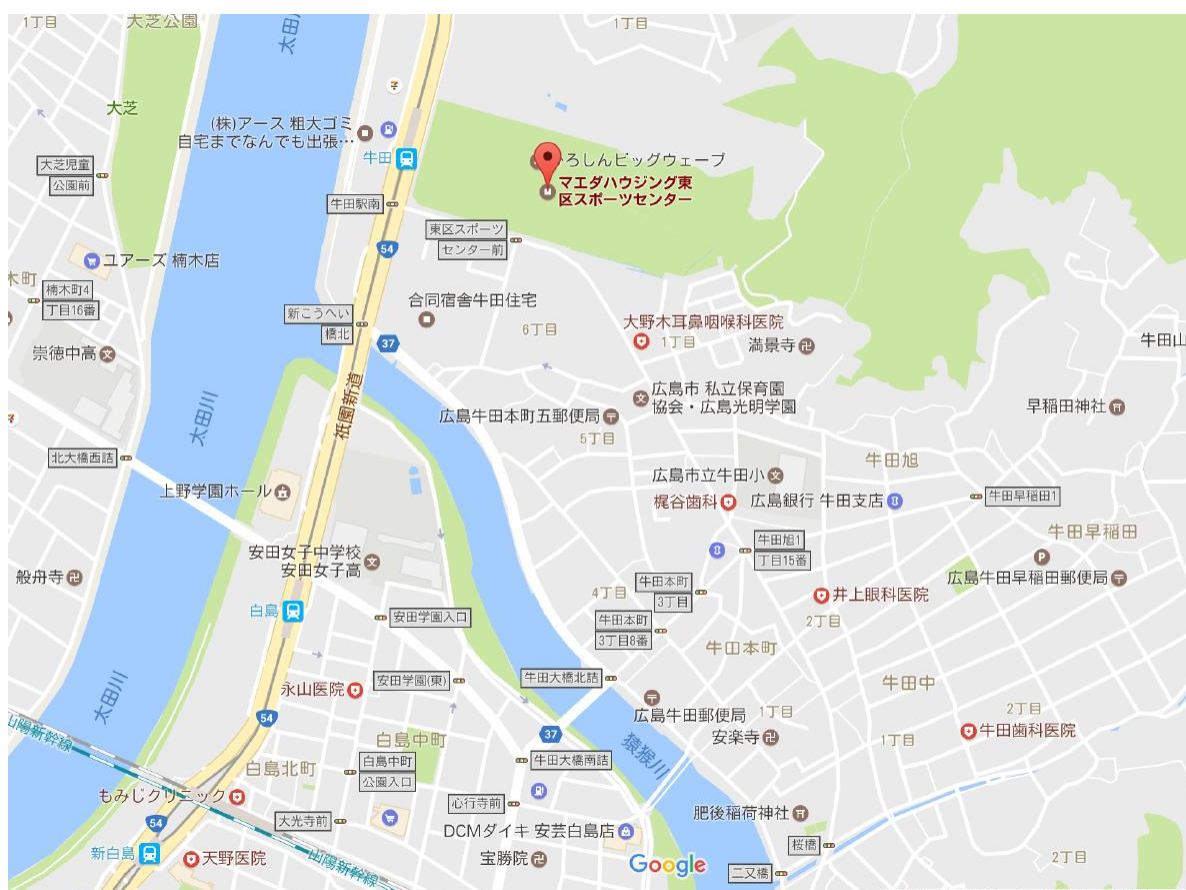 1丁目
大芝公園
太田川
1丁目
大芝
(株)アース 粗大ゴミ
自宅までなんでも出張…
牛田
ろしんビッグウェーブ
マエダハウジング東
区スポーツセンター
大芝児童
公園前
牛田駅南
54
東区スポーツ
センター前
ユアーズ 楠木店
木町
楠木町4
丁目16番
合同宿舎牛田住宅
新こうへい
橋北
37
6丁目
大野木耳鼻咽喉科医院
1丁目
満景寺
牛田山
崇徳中高
祇園新道
太田川
広島市 私立保育園
協会・広島光明学園
広島牛田本町五郵便局
早稲田神社
5丁目
北大橋西詰
牛田旭
広島市立牛田小
上野学園ホール
梶谷歯科
広島銀行 牛田支店
牛田早稲田1
牛田早稲田
安田女子中学校
安田女子高
牛田旭1
丁目15番
P
般舟寺
広島牛田早稲田郵便局
牛田本町
3丁目
4丁目
井上眼科医院
白島
安田学園入口
牛田本町
3丁目8番
2丁目
牛田本町
安田学園(東)
牛田大橋北詰
牛田中
太田川
永山医院
54
広島牛田郵便局
1丁目
2丁目
山陽新幹線
37
猿猴川
安楽寺
1丁目
牛田歯科医院
白島中町
白島北町
白島中町
公園入口
牛田大橋南詰
もみじクリニック
心行寺前
54
大光寺前
肥後稲荷神社
DCMダイキ 安芸白島店
桜橋
新白島
天野医院
山陽新幹線
宝勝院
Google
二又橋
2丁目